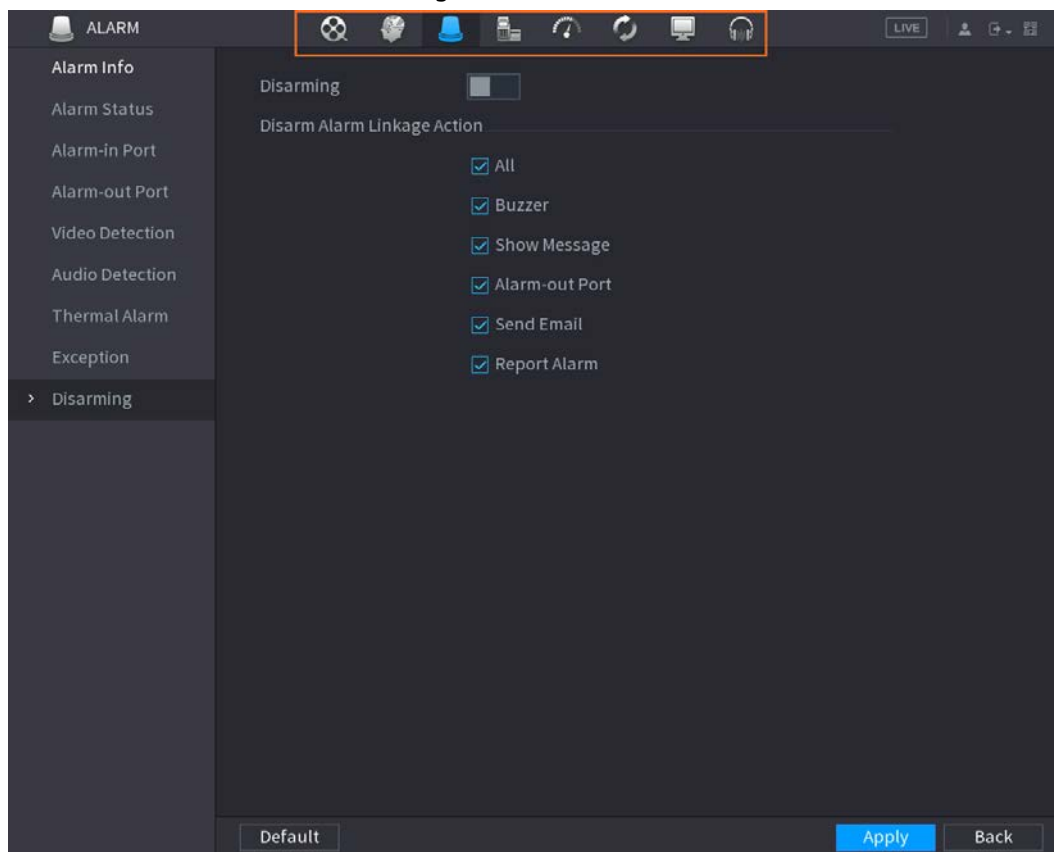 ALARM
LIVE
Alarm Info
Alarm Status
Alarm-in Port
Alarm-out Port
Video Detection
Audio Detection
Thermal Alarm
Exception
Disarming
Disarming
Disarm Alarm Linkage Action
All
Buzzer
Show Message
Alarm-out Port
Send Email
Report Alarm
Default
Apply
Back